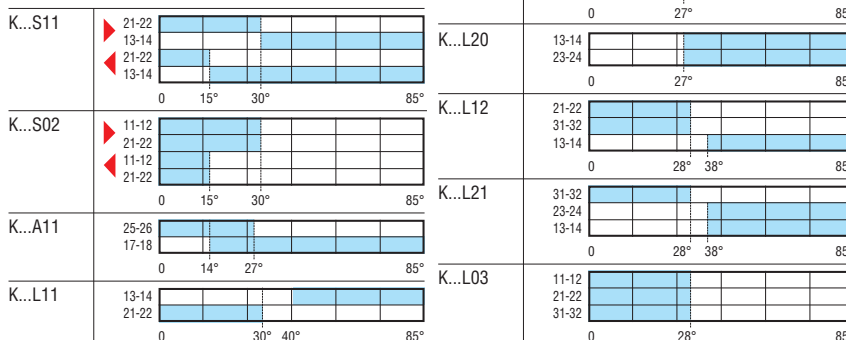 K...S11
21-22
13-14
21-22
13-14
0 15° 30° 85°
K...S02
11-12
21-22
11-12
21-22
0 15° 30° 85°
K...A11
25-26
17-18
0 14° 27° 85°
K...L11
13-14
21-22
0 30° 40° 85°
0 27° 85
K...L20
13-14
23-24
0 27° 85
K...L12
21-22
31-32
13-14
0 28° 38° 85
K...L21
31-32
23-24
13-14
0 28° 38° 85
K...L03
11-12
21-22
31-32
0 28° 85